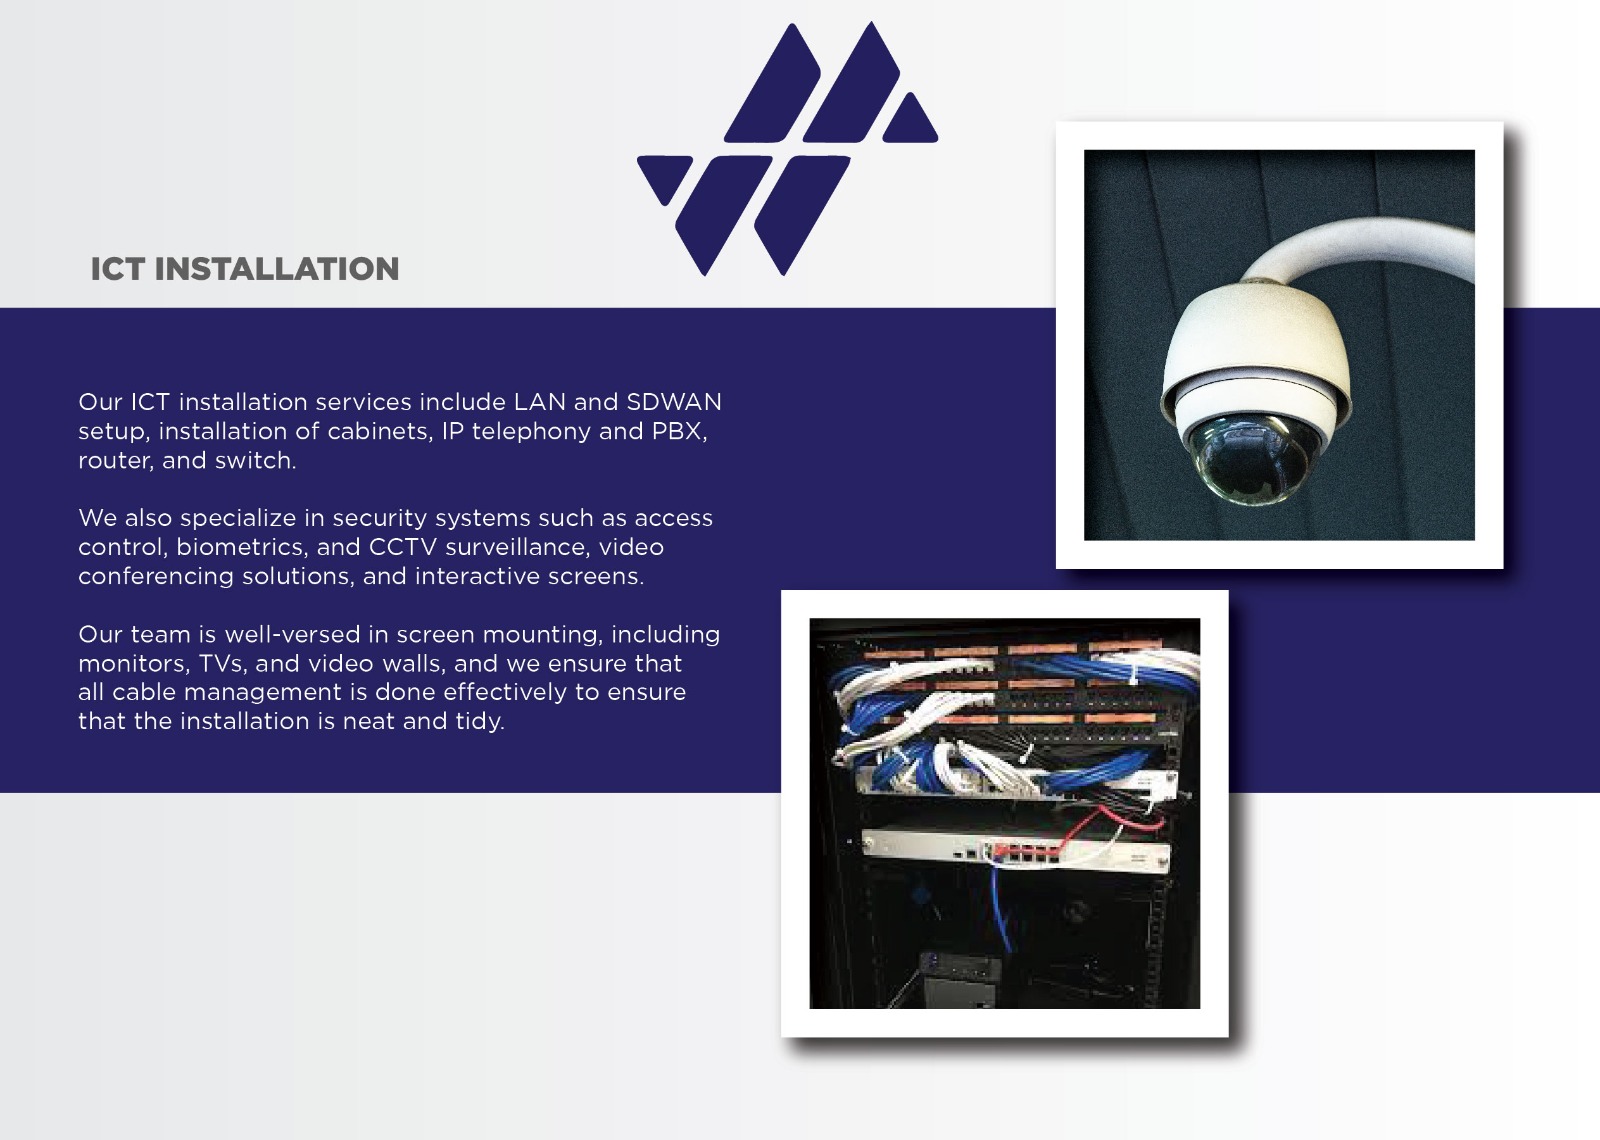 ICT INSTALLATION
Our ICT installation services include LAN and SDWAN
setup, installation of cabinets, IP telephony and PBX,
router, and switch.
We also specialize in security systems such as access
control, biometrics, and CCTV surveillance, video
conferencing solutions, and interactive screens.
Our team is well-versed in screen mounting, including
monitors, TVs, and video walls, and we ensure that
all cable management is done effectively to ensure
that the installation is neat and tidy.